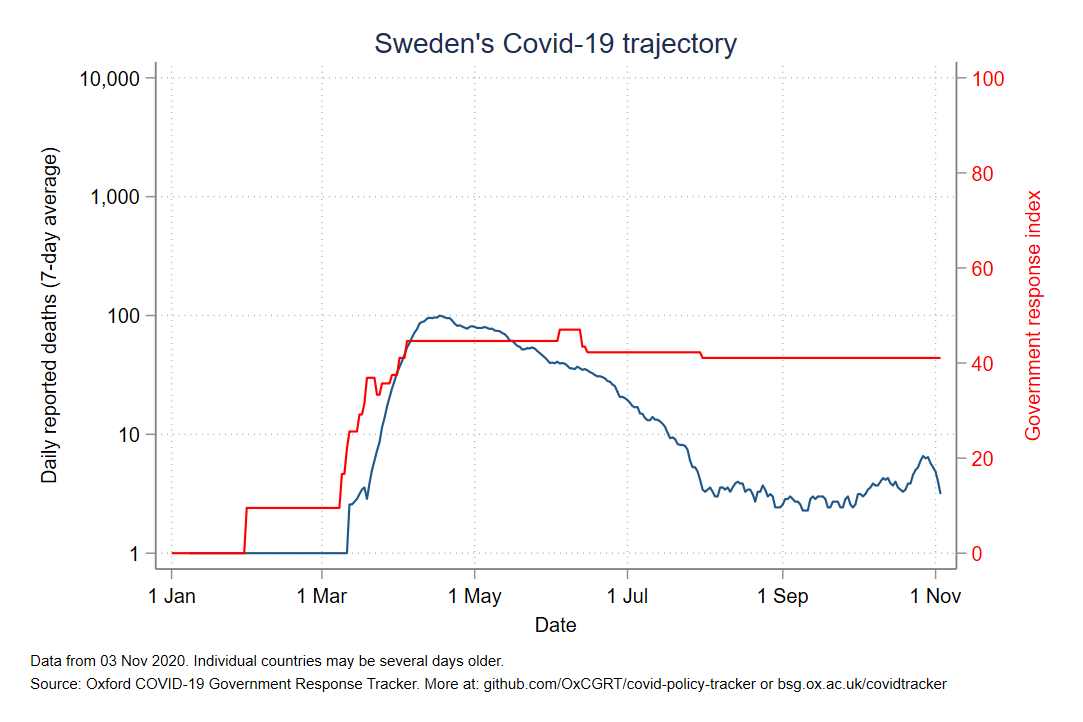 Sweden's Covid-19 trajectory
10,000
1,000
100
10
1
Daily reported deaths (7-day average)
100
80
60
40
20
0
Government response index
1 Jan
1 Mar
1 May
1 Jul
1 Sep
1 Nov
Date
Data from 03 Nov 2020. Individual countries may be several days older.
Source: Oxford COVID-19 Government Response Tracker. More at: github.com/OxCGRT/covid-policy-tracker or bsg.ox.ac.uk/covidtracker